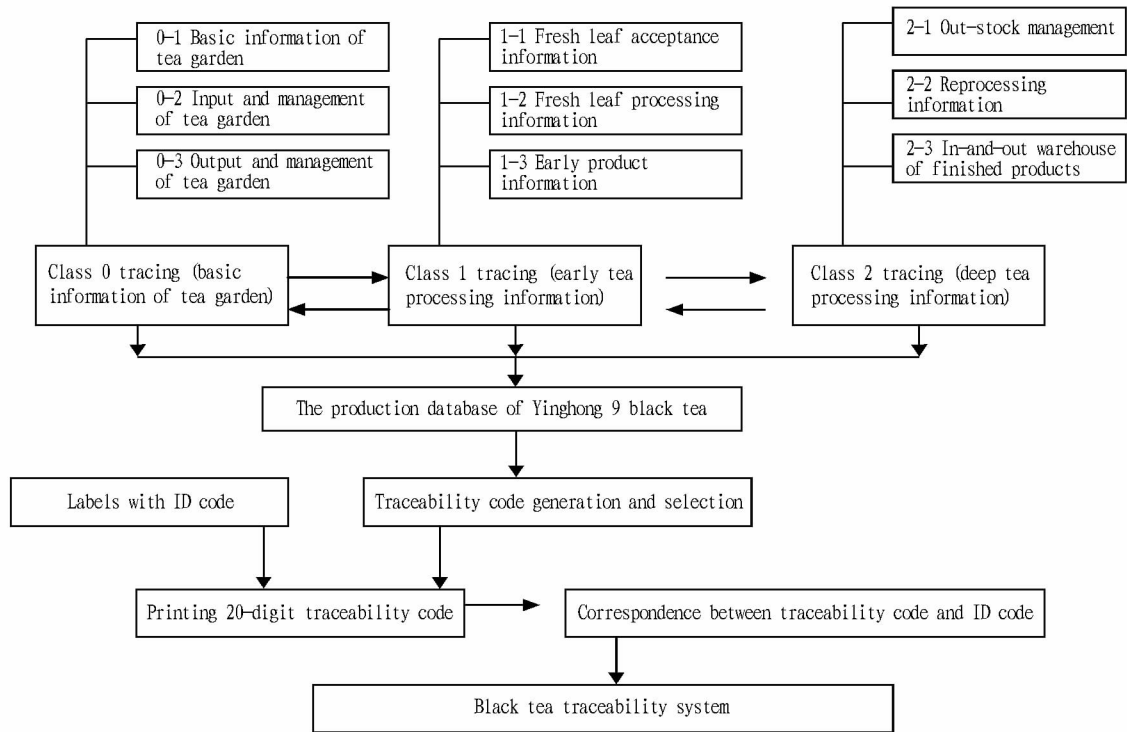 0-1 Basic information of
tea garden
0-2 Input and management
of tea garden
0-3 Output and management
of tea garden
1-1 Fresh leaf acceptance
information
1-2 Fresh leaf processing
information
1-3 Early product
information
2-1 Out-stock management
2-2 Reprocessing
information
2-3 In-and-out warehouse
of finished products
Class 0 tracing (basic
information of tea garden)
Class 1 tracing (early tea
processing information)
Class 2 tracing (deep tea
processing information)
The production database of Yinghong 9 black tea
Labels with ID code
Traceability code generation and selection
Printing 20-digit traceability code
Correspondence between traceability code and ID code
Black tea traceability system